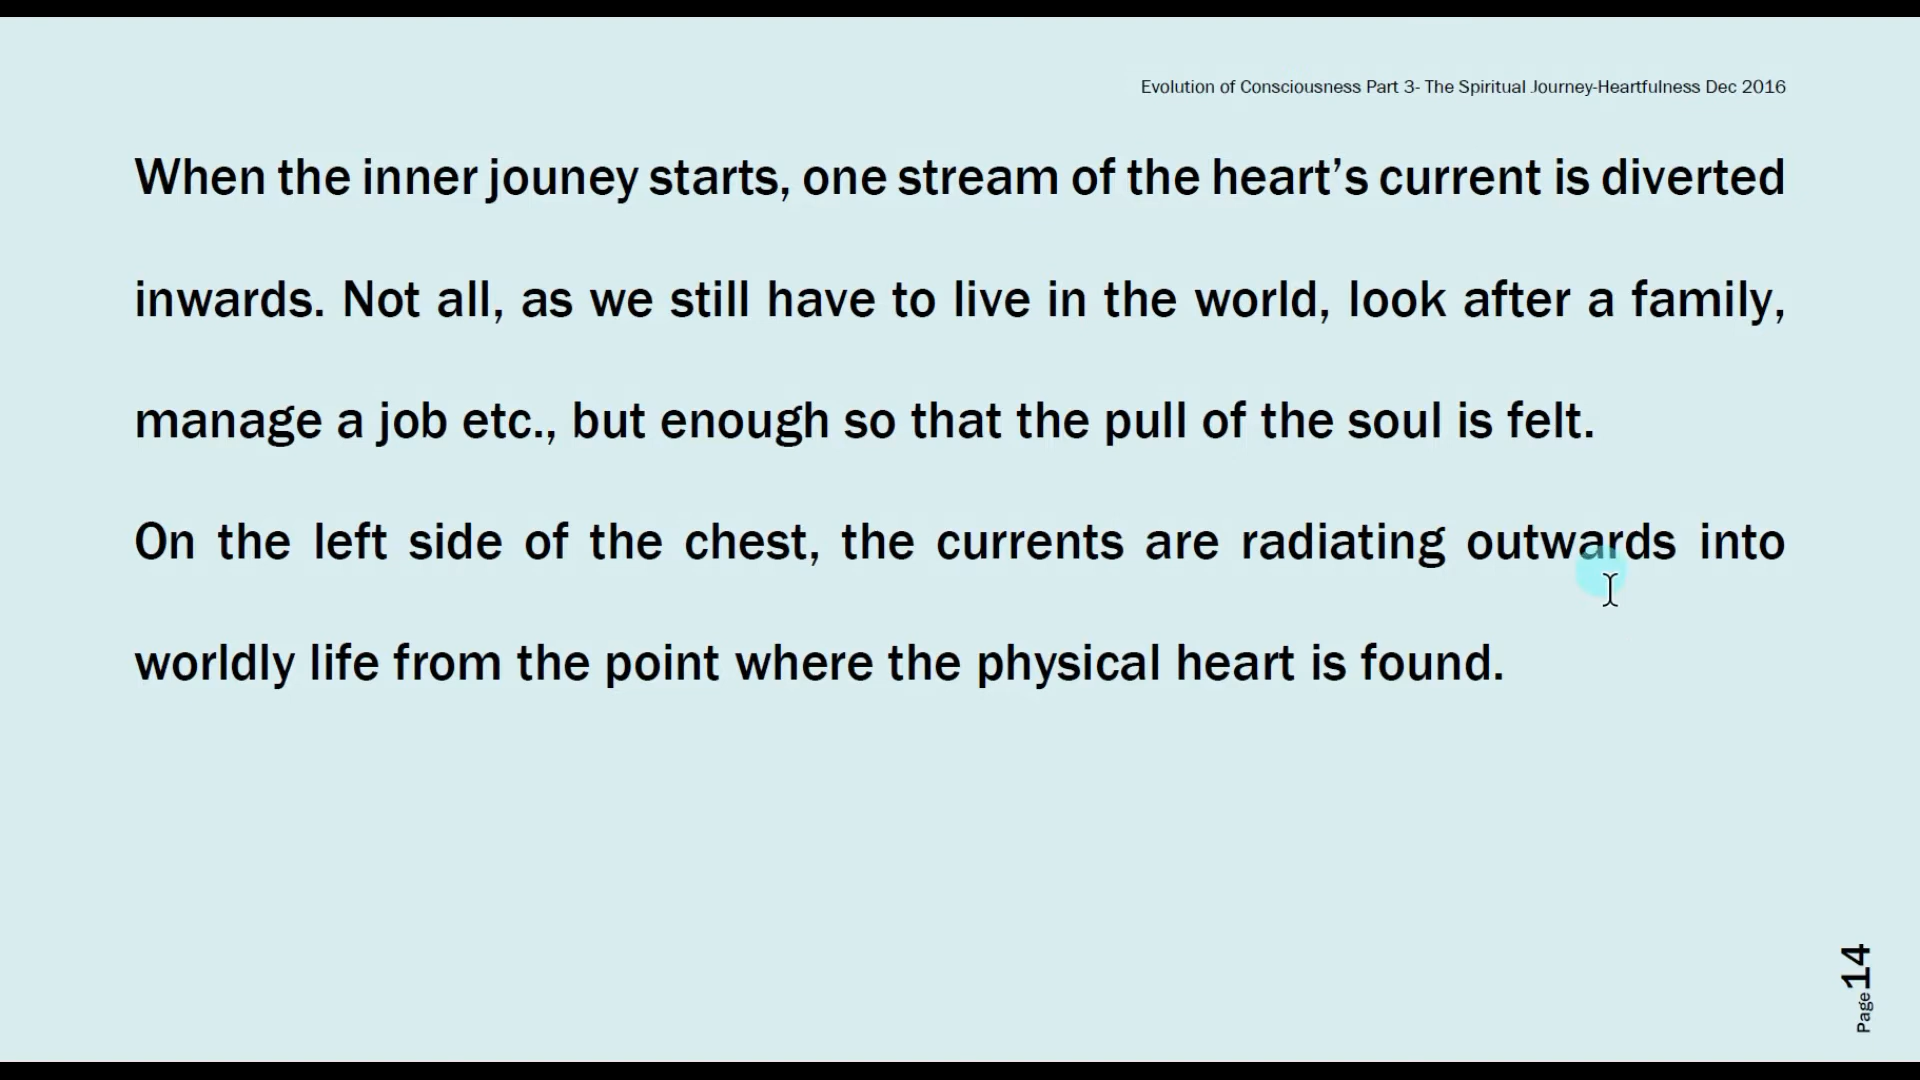 Evolution of Consciousness Part 3- The Spiritual Journey-Heartfulness Dec 2016
When the inner jouney starts, one stream of the heart’s current is diverted
inwards. Not all, as we still have to live in the world, look after a family,
manage a job etc., but enough so that the pull of the soul is felt.
On the left side of the chest, the currents are radiating outwards into
worldly life from the point where the physical heart is found.
Page 14